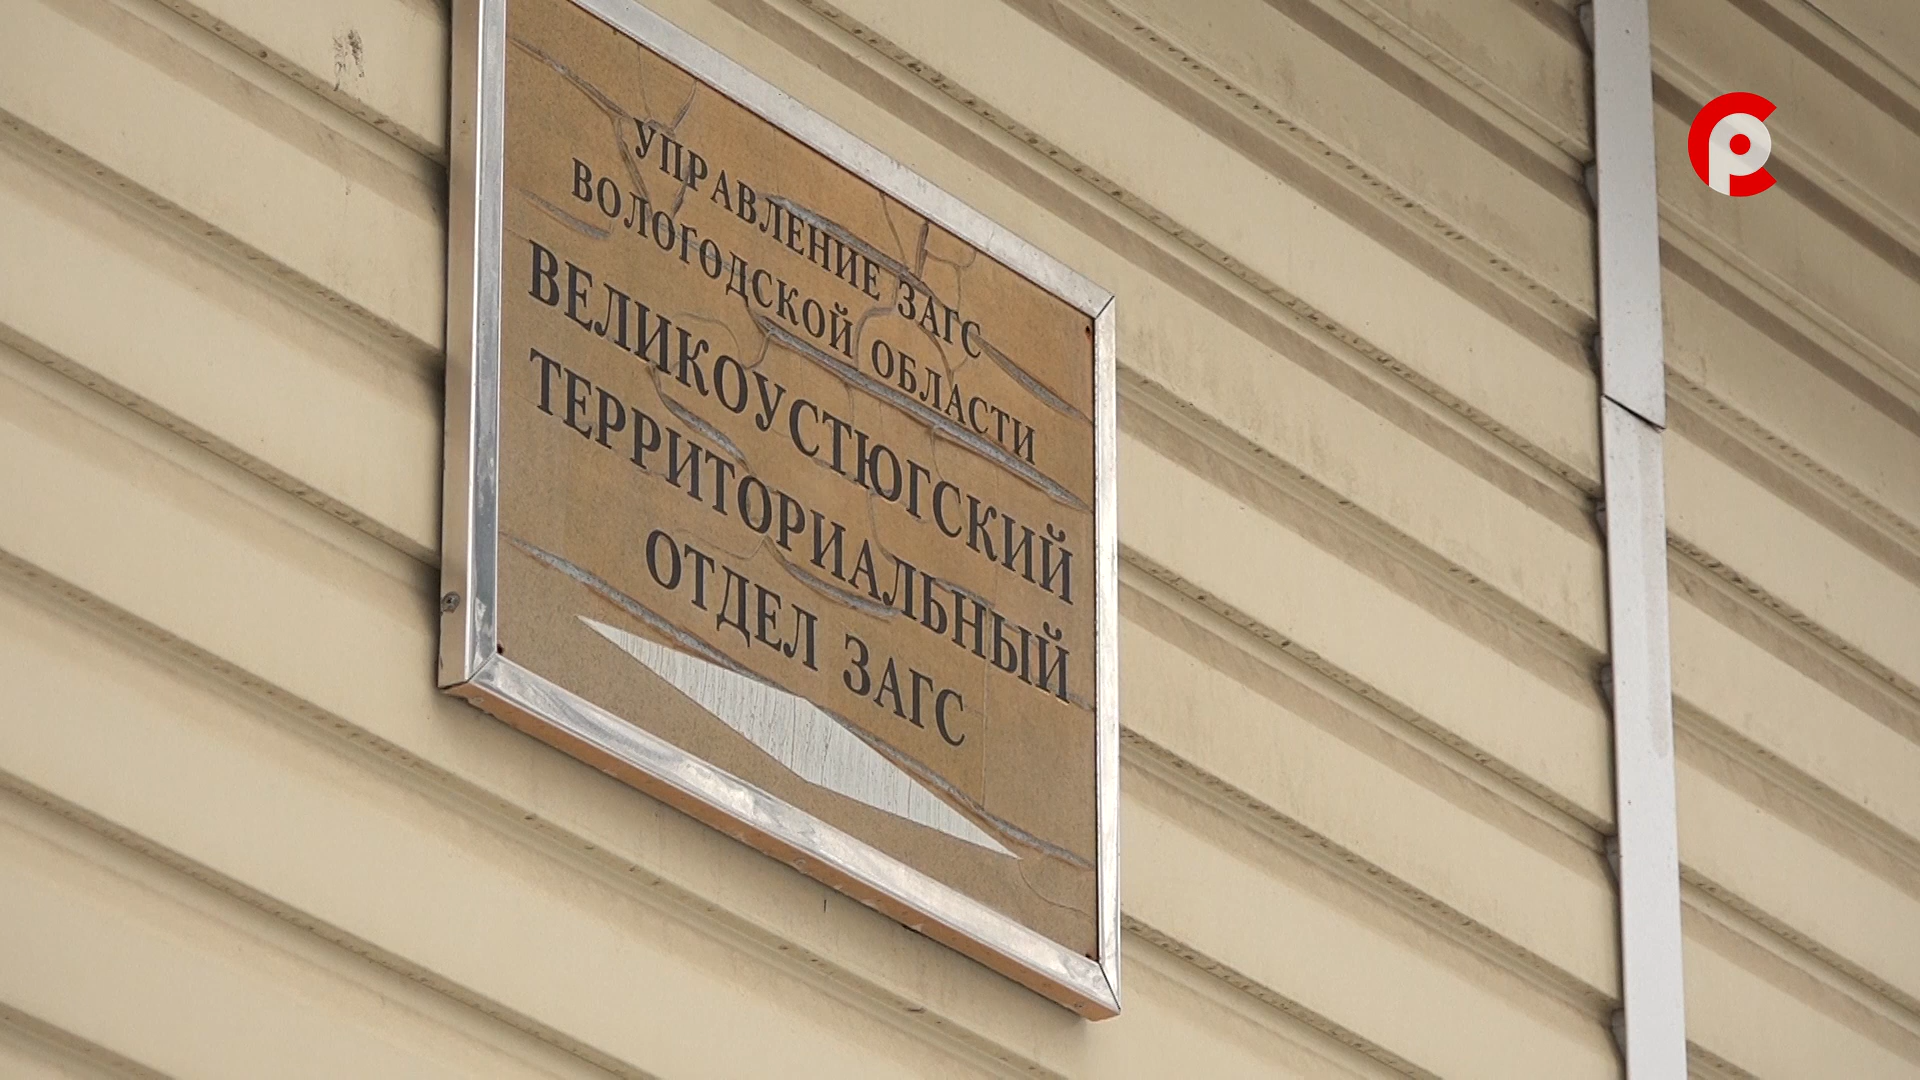 УПРАВЛЕНИЕ ЗАГС
ВОЛОГОДСКОЙ ОБЛАСТИ
ВЕЛИКОУСТЮГСКИЙ
ТЕРРИТОРИАЛЬНЫЙ
ОТДЕЛ ЗАГС